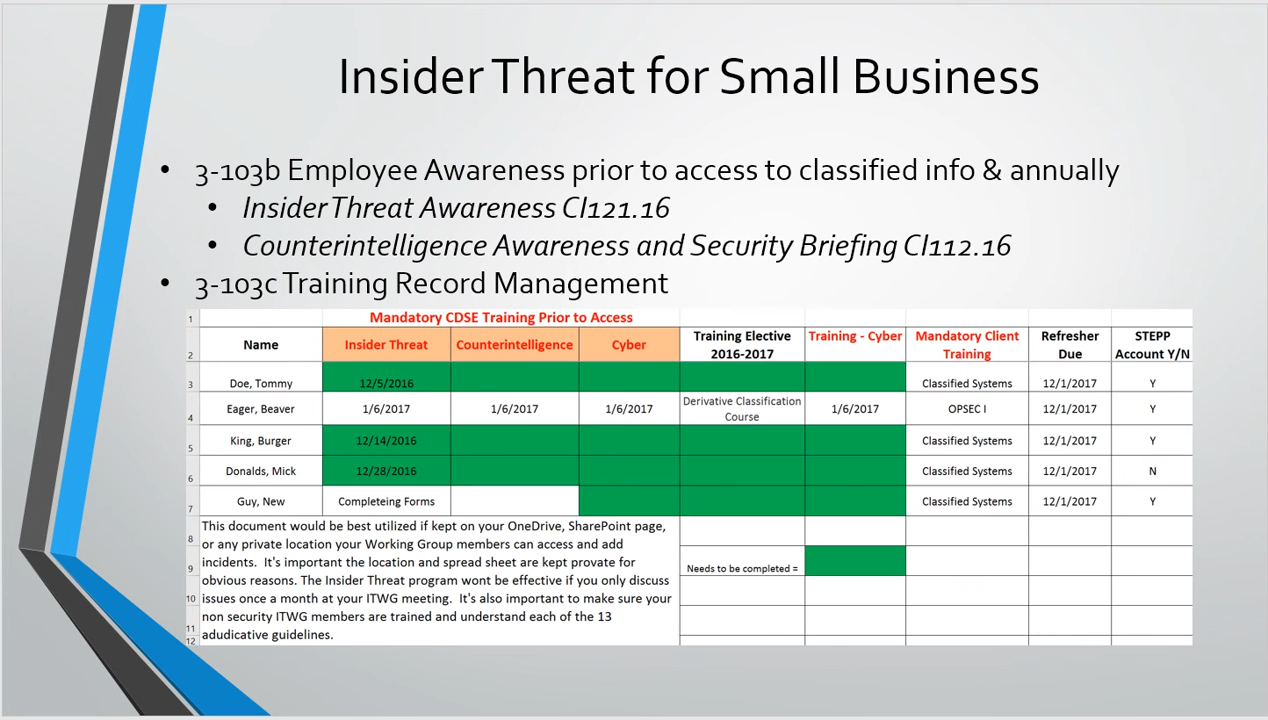 Insider Threat for Small Business
• 3-103b Employee Awareness prior to access to classified info & annually
• Insider Threat Awareness CI121.16
• Counterintelligence Awareness and Security Briefing CI112.16
• 3-103c Training Record Management
1 Mandatory CDSE Training Prior to Access
2 Name Insider Threat Counterintelligence Cyber Training Elective 2016-2017 Training - Cyber Mandatory Client Training Refresher Due STEPP Account Y/N
3 Doe, Tommy 12/5/2016 Classified Systems 12/1/2017 Y
4 Eager, Beaver 1/6/2017 1/6/2017 1/6/2017 Derivative Classification Course 1/6/2017 OPSEC I 12/1/2017 Y
5 King, Burger 12/14/2016 Classified Systems 12/1/2017 Y
6 Donalds, Mick 12/28/2016 Classified Systems 12/1/2017 N
7 Guy, New Completeing Forms Classified Systems 12/1/2017 Y
8
9
10
11
12
This document would be best utilized if kept on your OneDrive, SharePoint page,
or any private location your Working Group members can access and add
incidents. It's important the location and spread sheet are kept provate for
obvious reasons. The Insider Threat program wont be effective if you only discuss
issues once a month at your ITWG meeting. It's also important to make sure your
non security ITWG members are trained and understand each of the 13
adudicative guidelines.
Needs to be completed =